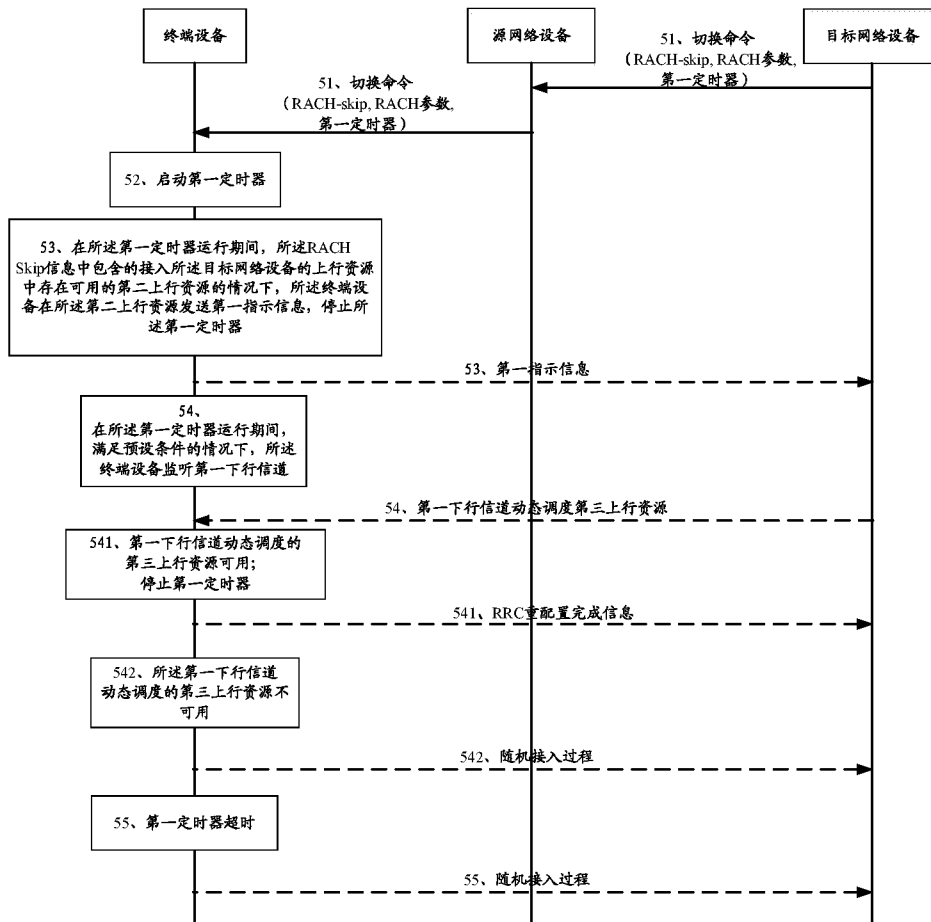 终端设备
源网络设备
目标网络设备
51、切换命令
（RACH-skip, RACH参数,
第一定时器）
51、切换命令
（RACH-skip, RACH参数,
第一定时器）
52、启动第一定时器
53、在所述第一定时器运行期间，所述RACH
Skip信息中包含的接入所述目标网络设备的上行资源
中存在可用的第二上行资源的情况下，所述终端设
备在所述第二上行资源发送第一指示信息，停止所
述第一定时器
53、第一指示信息
54、
在所述第一定时器运行期间，
满足预设条件的情况下，所述
终端设备监听第一下行信道
54、第一下行信道动态调度第三上行资源
541、第一下行信道动态调度的
第三上行资源可用;
停止第一定时器
541、RRC重配置完成信息
542、所述第一下行信道
动态调度的第三上行资源不
可用
542、随机接入过程
55、第一定时器超时
55、随机接入过程